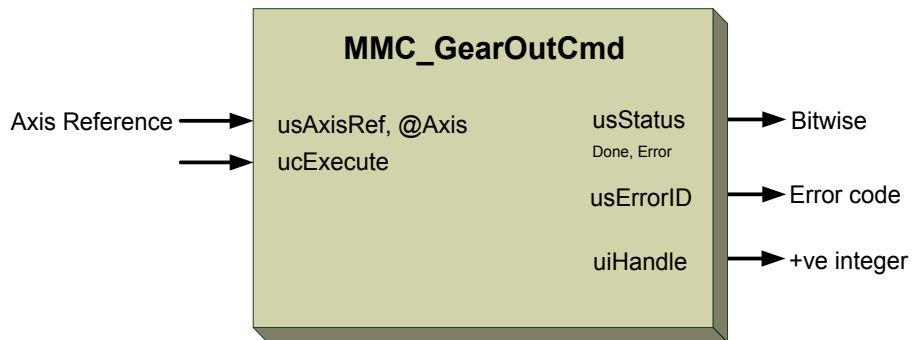 MMC_GearOutCmd
Axis Reference
usAxisRef, @Axis
ucExecute
usStatus
Done, Error
usErrorID
uiHandle
Bitwise
Error code
+ve integer